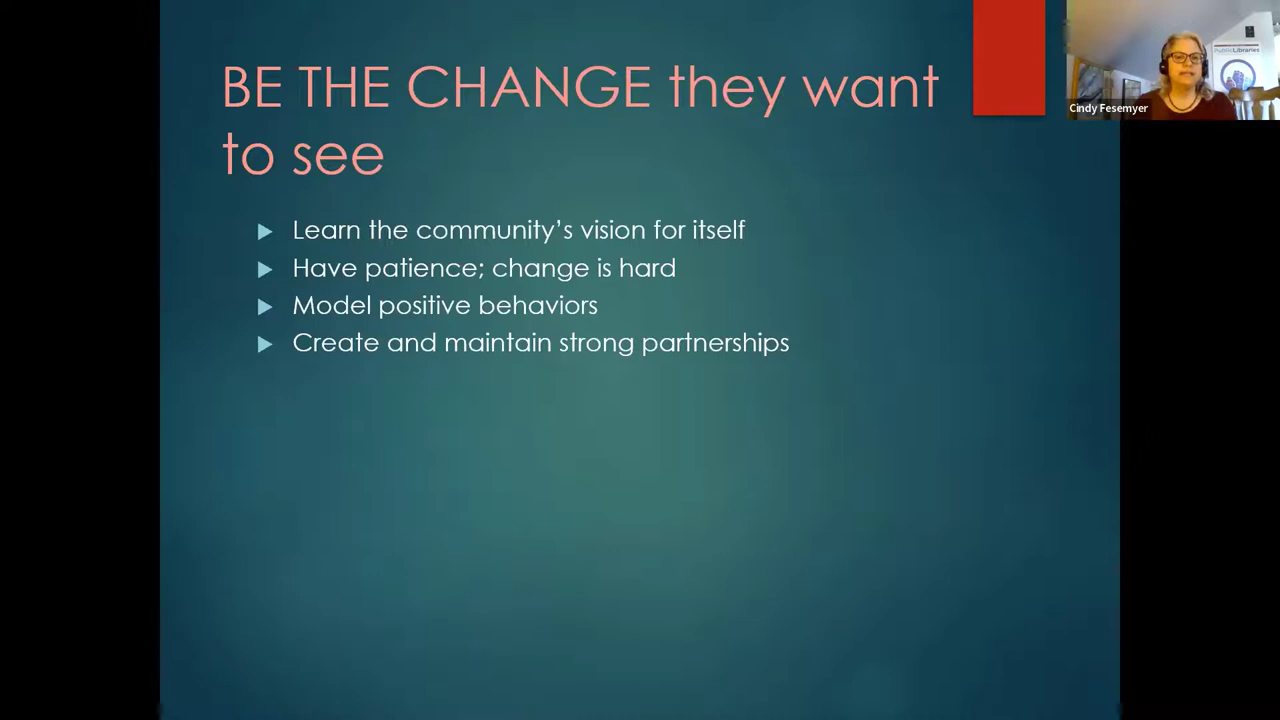 BE THE CHANGE they want
to see
Learn the community's vision for itself
Have patience; change is hard
Model positive behaviors
Create and maintain strong partnerships
PublicLibraries
Cindy Fesemyer